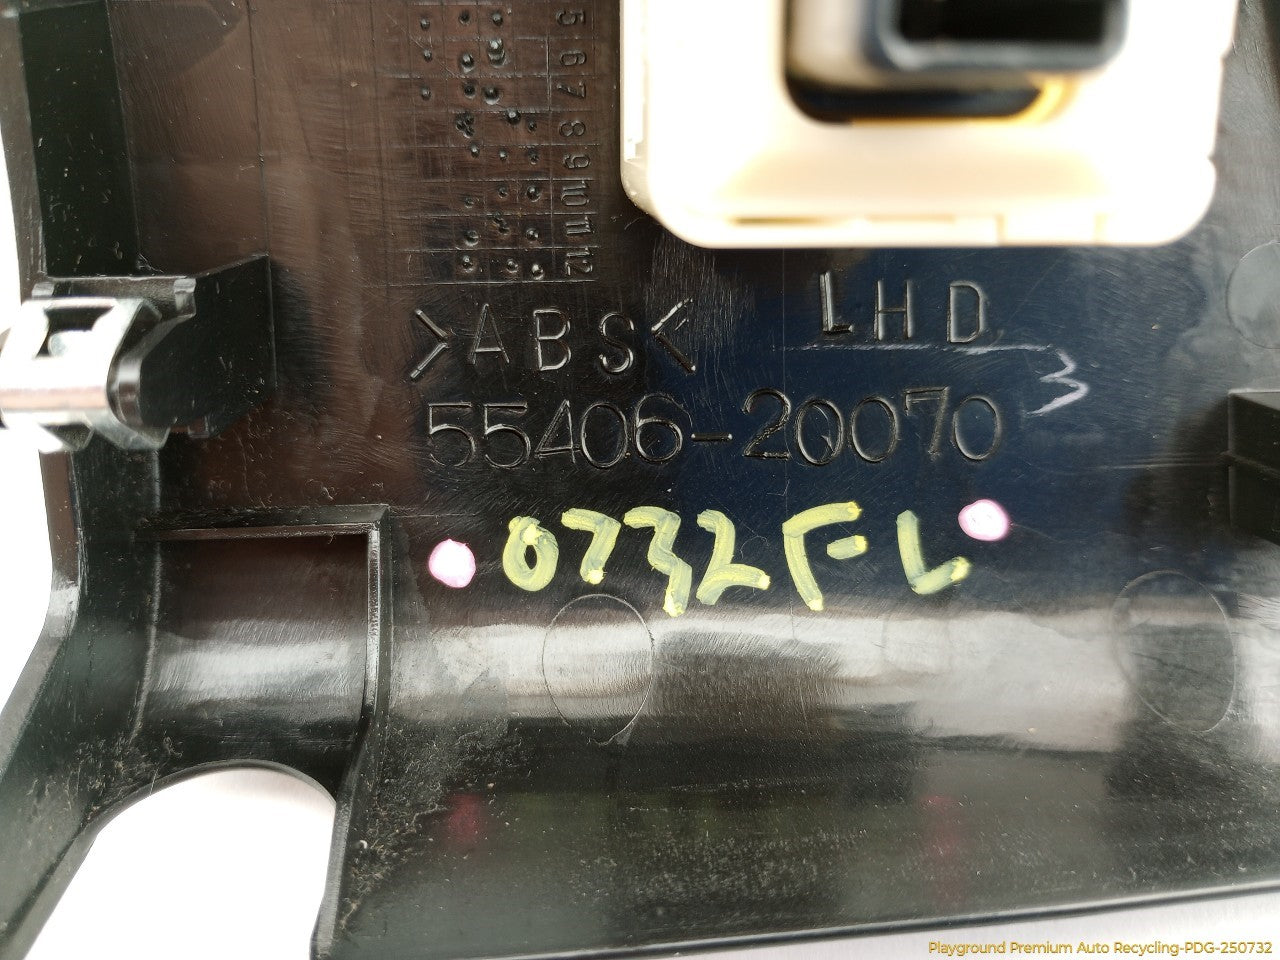 5
6
7
8
9
10
11
12
>ABS<
LHD
3
55406-20070
0732FL
Playground Premium Auto Recycling-PDG-250732